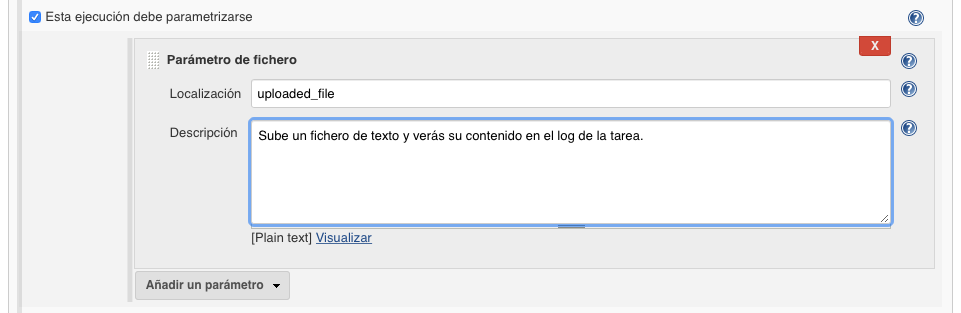 Esta ejecución debe parametrizarse
?
X
Parámetro de fichero
?
Localización
uploaded_file
?
Descripción
Sube un fichero de texto y verás su contenido en el log de la tarea.
?
[Plain text] Visualizar
Añadir un parámetro